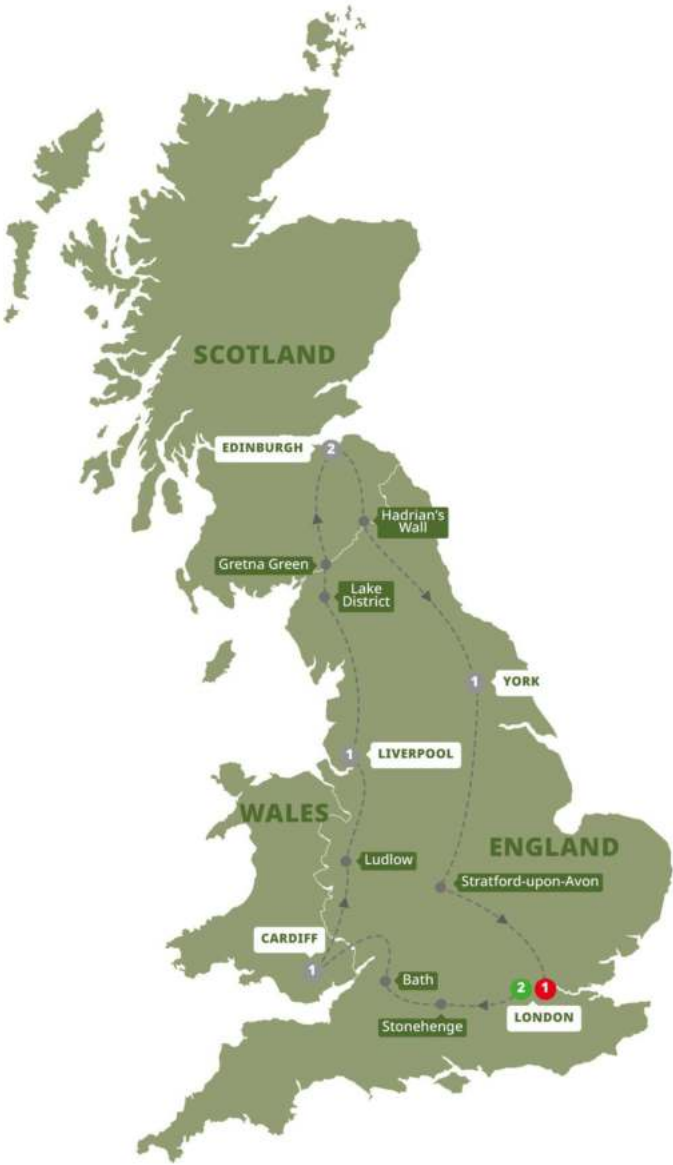 SCOTLAND
EDINBURGH
2
Hadrian's
Wall
Gretna Green
Lake
District
1
YORK
1
LIVERPOOL
WALES
ENGLAND
Ludlow
Stratford-upon-Avon
CARDIFF
1
Bath
2
1
LONDON
Stonehenge